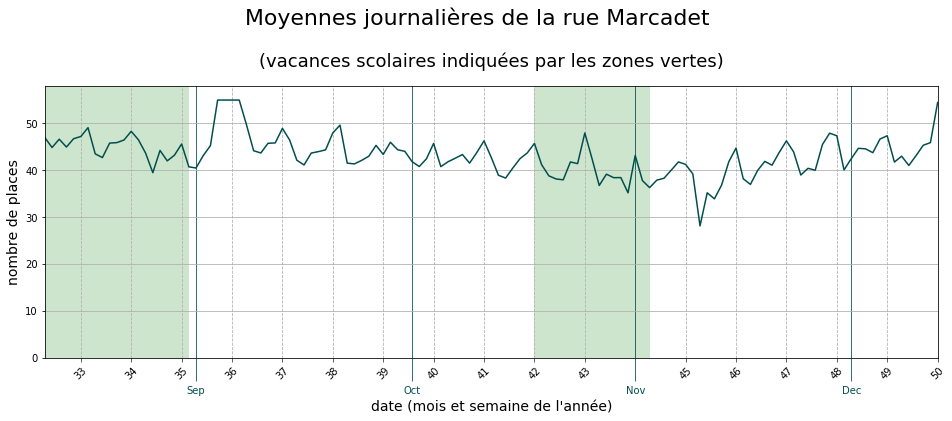 Moyennes journalières de la rue Marcadet
(vacances scolaires indiquées par les zones vertes)
nombre de places
50
40
30
20
10
0
33 34 35 36 37 38 39 40 41 42 43 45 46 47 48 49 50
Sep Oct Nov Dec
date (mois et semaine de l'année)